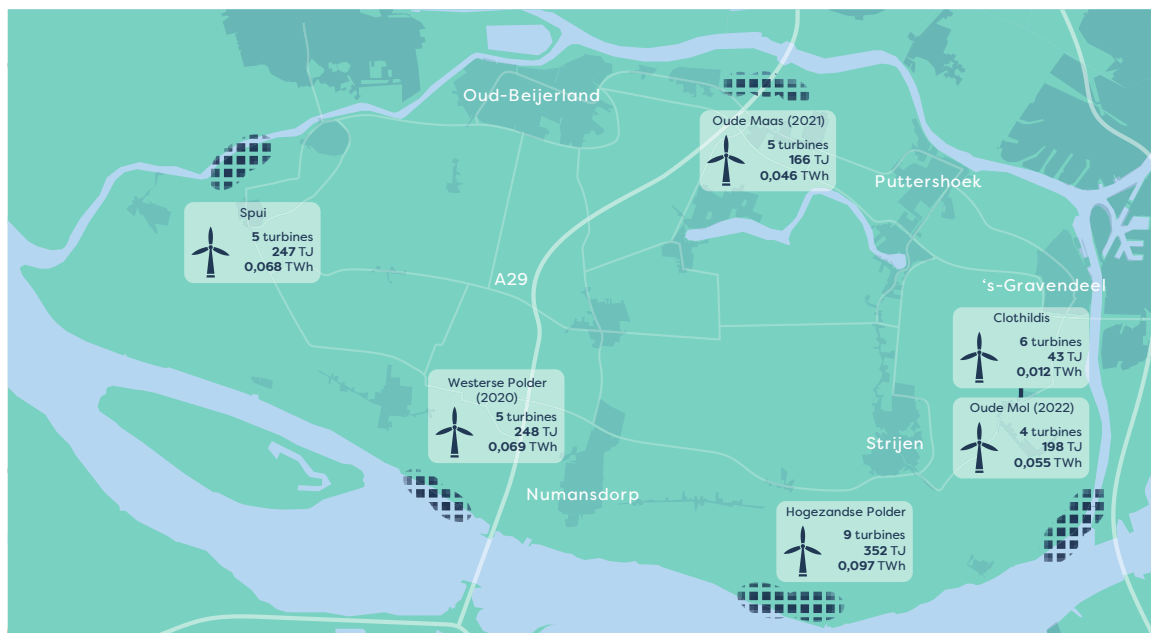 Oud-Beijerland
Oude Maas (2021)
5 turbines
166 TJ
0,046 TWh
Puttershoek
Spui
5 turbines
247 TJ
0,068 TWh
A29
‘s-Gravendeel
Clothildis
6 turbines
43 TJ
0,012 TWh
Westerse Polder
(2020)
5 turbines
248 TJ
0,069 TWh
Oude Mol (2022)
4 turbines
198 TJ
0,055 TWh
Strijen
Numansdorp
Hogezandse Polder
9 turbines
352 TJ
0,097 TWh